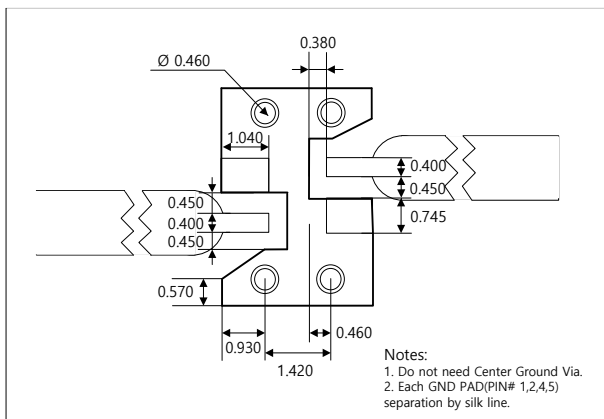 0.380
Ø 0.460
1.040
0.400
0.450
0.450
0.400
0.745
0.450
0.570
0.930
0.460
1.420
Notes:
1. Do not need Center Ground Via.
2. Each GND PAD(PIN# 1,2,4,5)
separation by silk line.